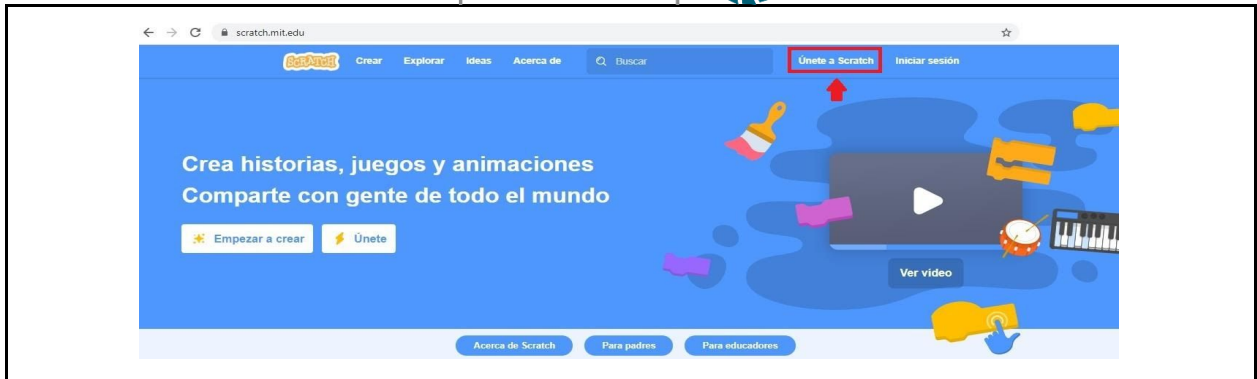 scratch.mit.edu
SCRATCH Crear Explorar Ideas Acerca de Buscar Únete a Scratch Iniciar sesión
Crea historias, juegos y animaciones
Comparte con gente de todo el mundo
Empezar a crear Únete
Ver video
Acerca de Scratch Para padres Para educadores